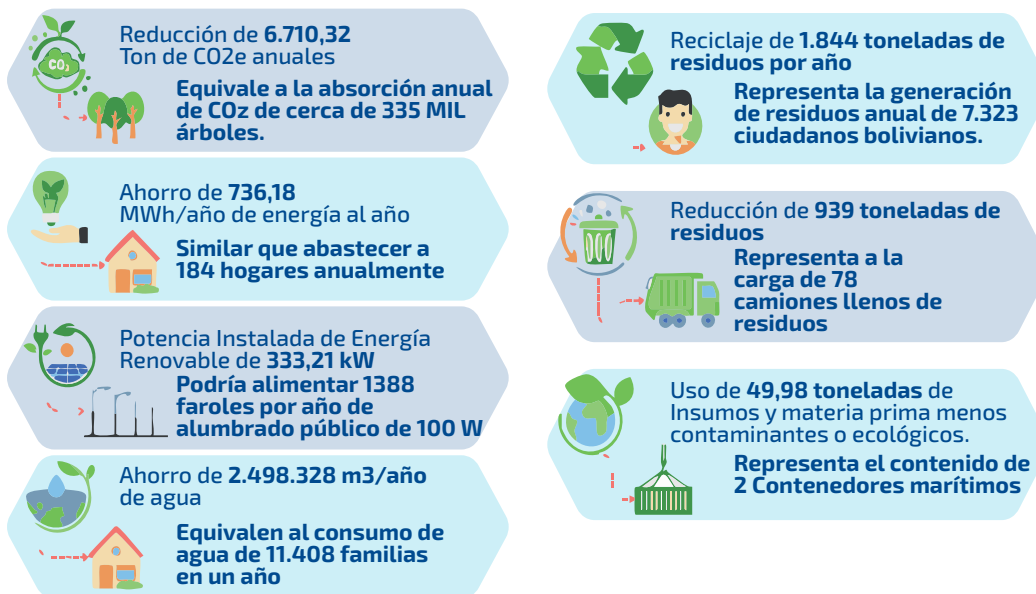 Reducción de 6.710,32
Ton de CO2e anuales
CO₂
Equivale a la absorción anual
de COz de cerca de 335 MIL
árboles.
Ahorro de 736,18
MWh/año de energía al año
Similar que abastecer a
184 hogares anualmente
Potencia Instalada de Energía
Renovable de 333,21 kW
Podría alimentar 1388
faroles por año de
alumbrado público de 100 W
Ahorro de 2.498.328 m3/año
de agua
Equivalen al consumo de
agua de 11.408 familias
en un año
Reciclaje de 1.844 toneladas de
residuos por año
Representa la generación
de residuos anual de 7.323
ciudadanos bolivianos.
Reducción de 939 toneladas de
residuos
Representa a la
carga de 78
camiones llenos de
residuos
Uso de 49,98 toneladas de
Insumos y materia prima menos
contaminantes o ecológicos.
Representa el contenido de
2 Contenedores marítimos